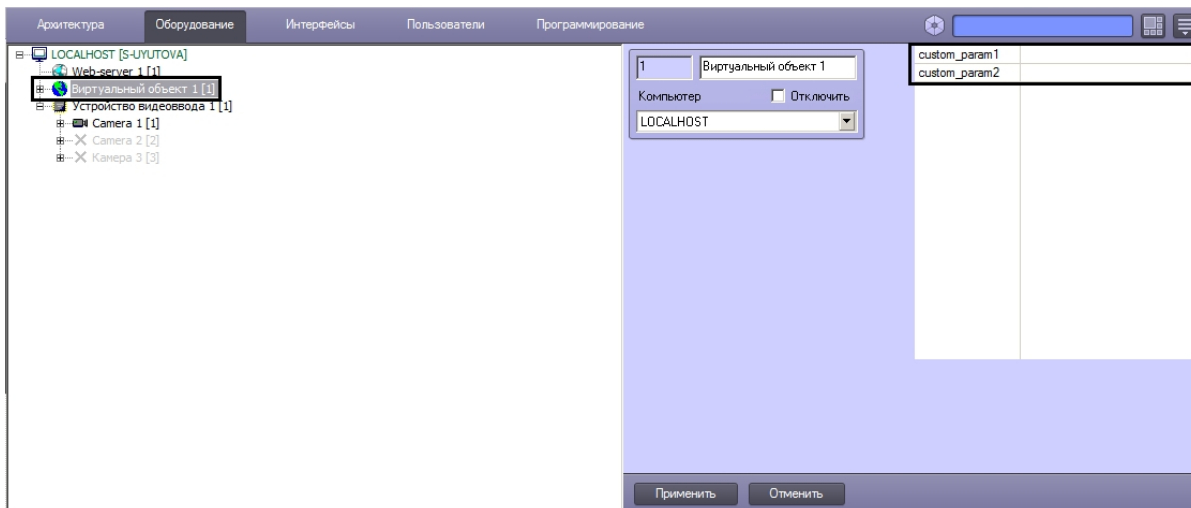 Архитектура
Оборудование
Интерфейсы
Пользователи
Программирование
LOCALHOST [S-UYUTOVA]
Web-server 1 [1]
Виртуальный объект 1 [1]
Устройство видеоввода 1 [1]
Camera 1 [1]
Camera 2 [2]
Камера 3 [3]
1
Виртуальный объект 1
Компьютер
Отключить
LOCALHOST
custom_param1
custom_param2
Применить
Отменить